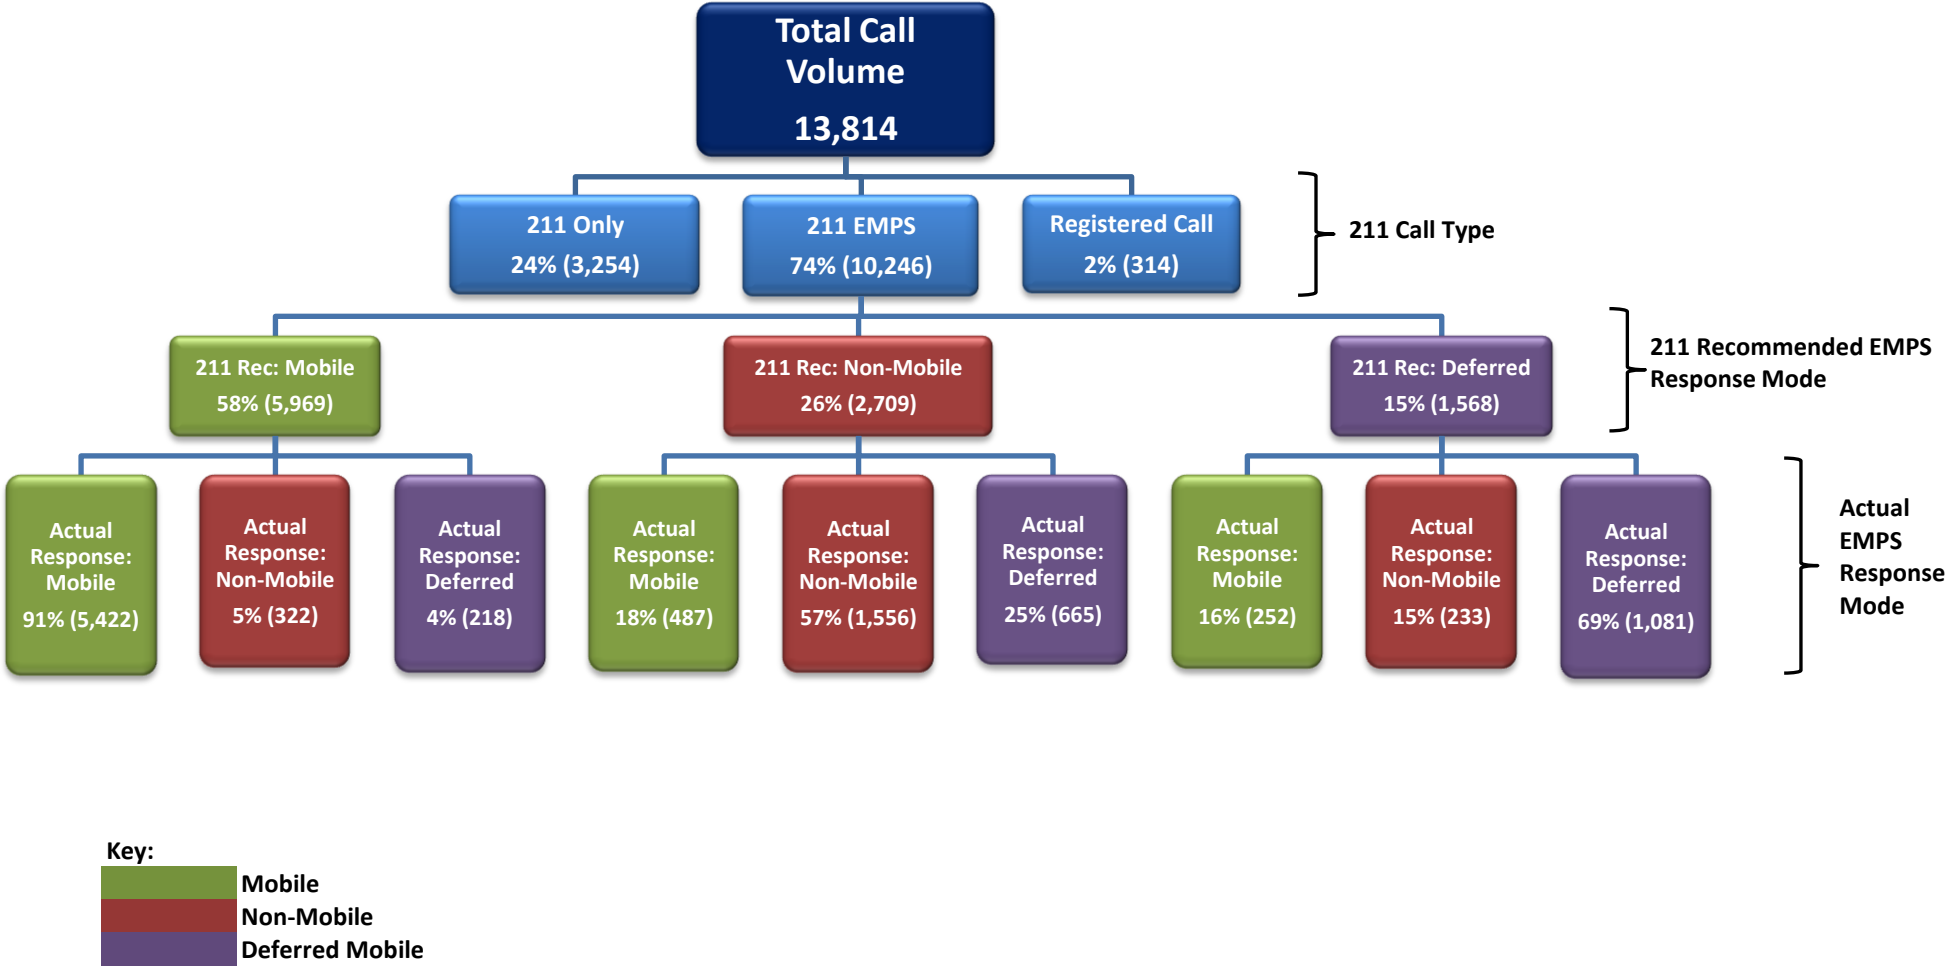 Total Call
Volume
13,814
211 Only
24% (3,254)
211 EMPS
74% (10,246)
Registered Call
2% (314)
211 Call Type
211 Rec: Mobile
58% (5,969)
211 Rec: Non-Mobile
26% (2,709)
211 Rec: Deferred
15% (1,568)
211 Recommended EMPS
Response Mode
Actual
Response:
Mobile
91% (5,422)
Actual
Response:
Non-Mobile
5% (322)
Actual
Response:
Deferred
4% (218)
Actual
Response:
Mobile
18% (487)
Actual
Response:
Non-Mobile
57% (1,556)
Actual
Response:
Deferred
25% (665)
Actual
Response:
Mobile
16% (252)
Actual
Response:
Non-Mobile
15% (233)
Actual
Response:
Deferred
69% (1,081)
Actual
EMPS
Response
Mode
Key:
Mobile
Non-Mobile
Deferred Mobile